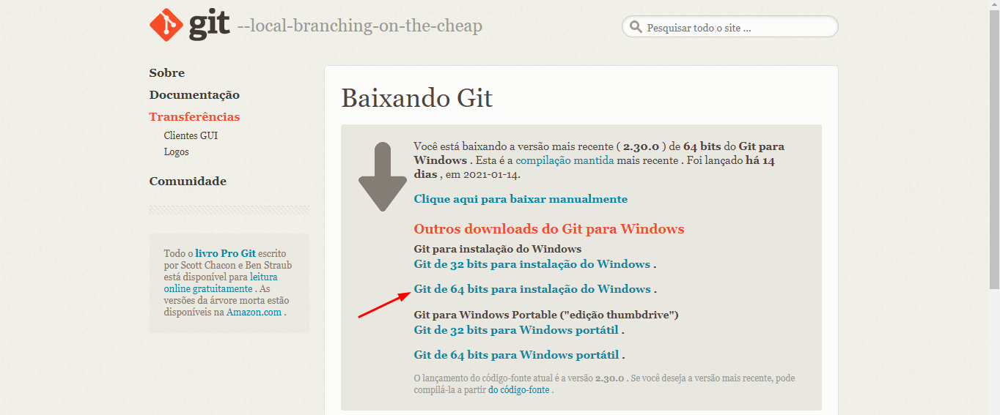 git --local-branching-on-the-cheap
Pesquisar todo o site ...
Sobre
Documentação
Transferências
Clientes GUI
Logos
Comunidade
Todo o livro Pro Git escrito
por Scott Chacon e Ben Straub
está disponível para leitura
online gratuitamente . As
versões da árvore morta estão
disponíveis na Amazon.com .
Baixando Git
Você está baixando a versão mais recente ( 2.30.0 ) de 64 bits do Git para
Windows . Esta é a compilação mantida mais recente . Foi lançado há 14
dias , em 2021-01-14.
Clique aqui para baixar manualmente
Outros downloads do Git para Windows
Git para instalação do Windows
Git de 32 bits para instalação do Windows .
Git de 64 bits para instalação do Windows .
Git para Windows Portable ("edição thumbdrive")
Git de 32 bits para Windows portátil .
Git de 64 bits para Windows portátil .
O lançamento do código-fonte atual é a versão 2.30.0 . Se você deseja a versão mais recente, pode
compilá-la a partir do código-fonte .